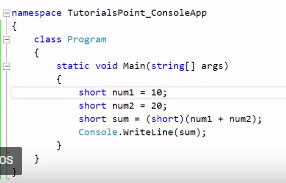 namespace TutorialsPoint_ConsoleApp
{
class Program
{
static void Main(string[] args)
{
short num1 = 10;
short num2 = 20;
short sum = (short)(num1 + num2);
Console.WriteLine(sum);
}
}
OS
}